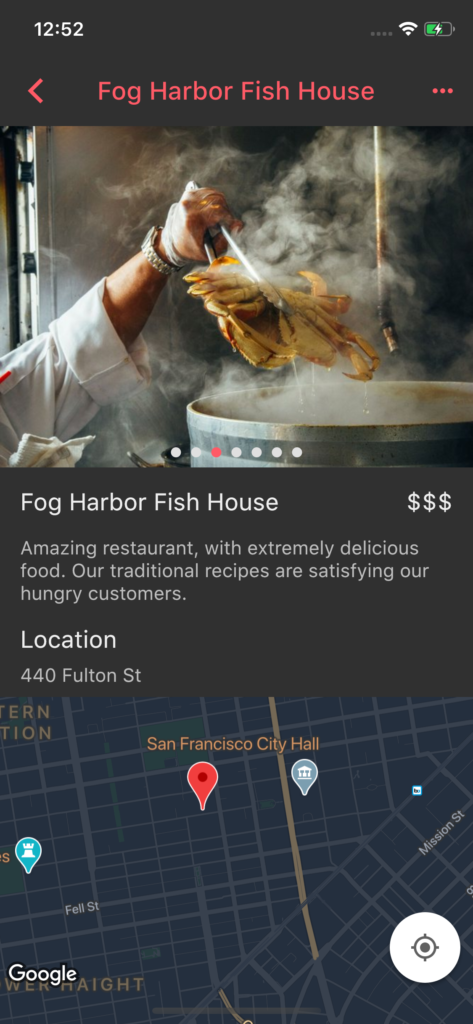 12:52
Fog Harbor Fish House
Fog Harbor Fish House
$$$
Amazing restaurant, with extremely delicious
food. Our traditional recipes are satisfying our
hungry customers.
Location
440 Fulton St
TERN
TION
San Francisco City Hall
Mission St
es
Fell St
Google
WER HAIGHT